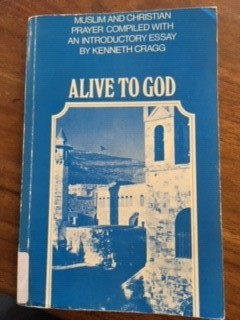 MUSLIM AND CHRISTIAN
PRAYER COMPILED WITH
AN INTRODUCTORY ESSAY
BY KENNETH CRAGG
ALIVE TO GOD